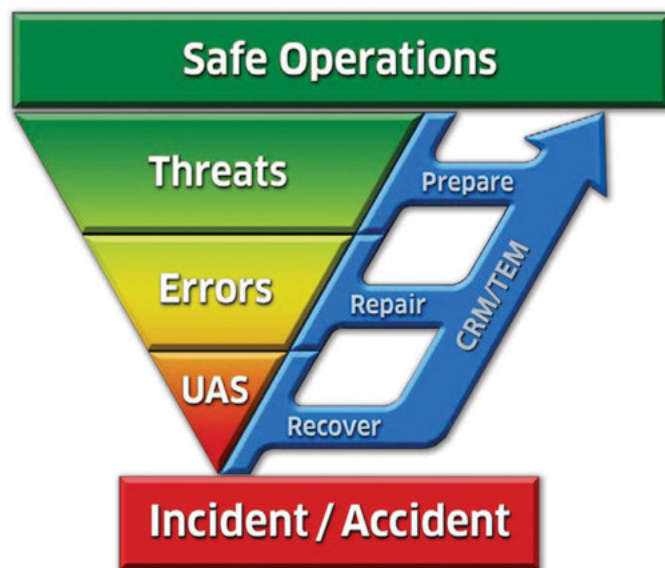 Safe Operations
Threats
Prepare
Errors
Repair
CRM/TEM
UAS
Recover
Incident / Accident